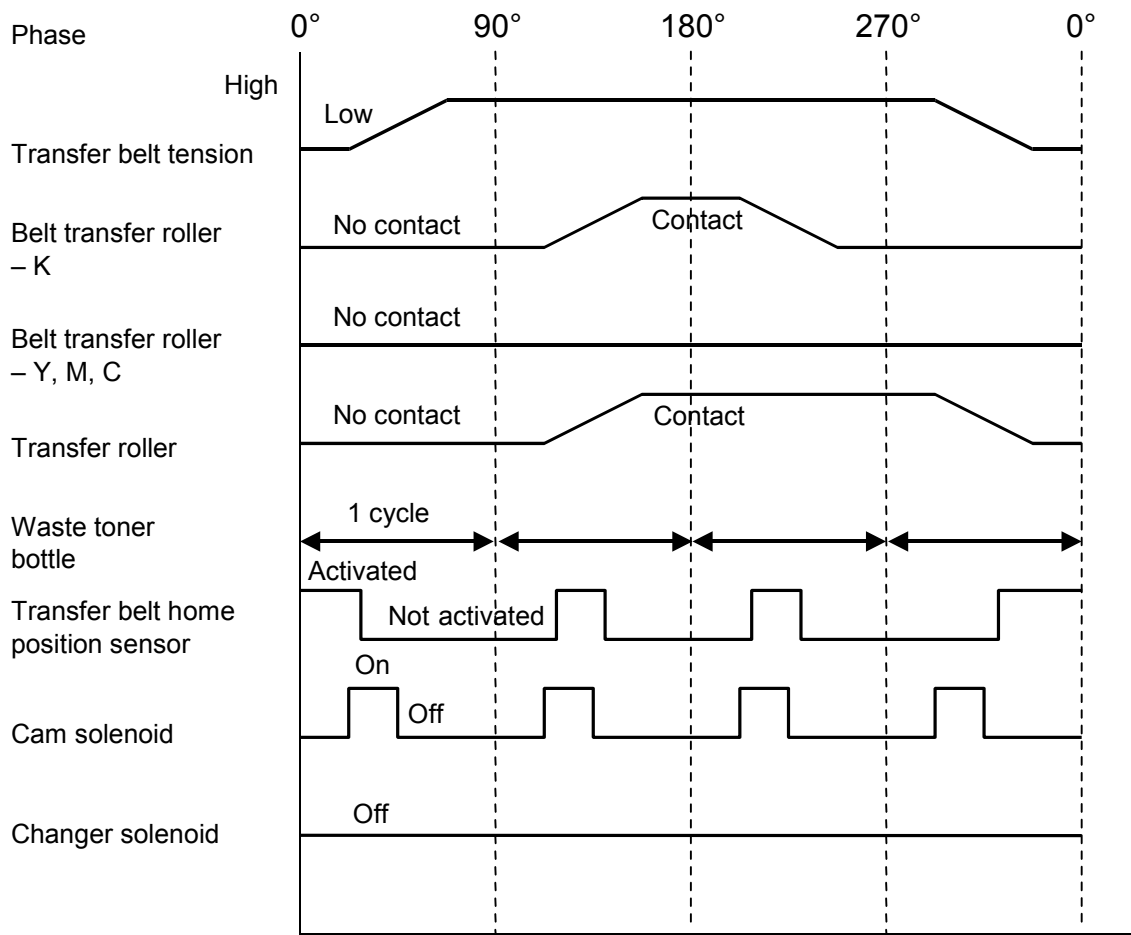 Phase
0°
90°
180°
270°
0°
High
Low
Transfer belt tension
No contact
Contact
Belt transfer roller
– K
No contact
Belt transfer roller
– Y, M, C
No contact
Contact
Transfer roller
1 cycle
Waste toner
bottle
Activated
Not activated
Transfer belt home
position sensor
On
Off
Cam solenoid
Off
Changer solenoid